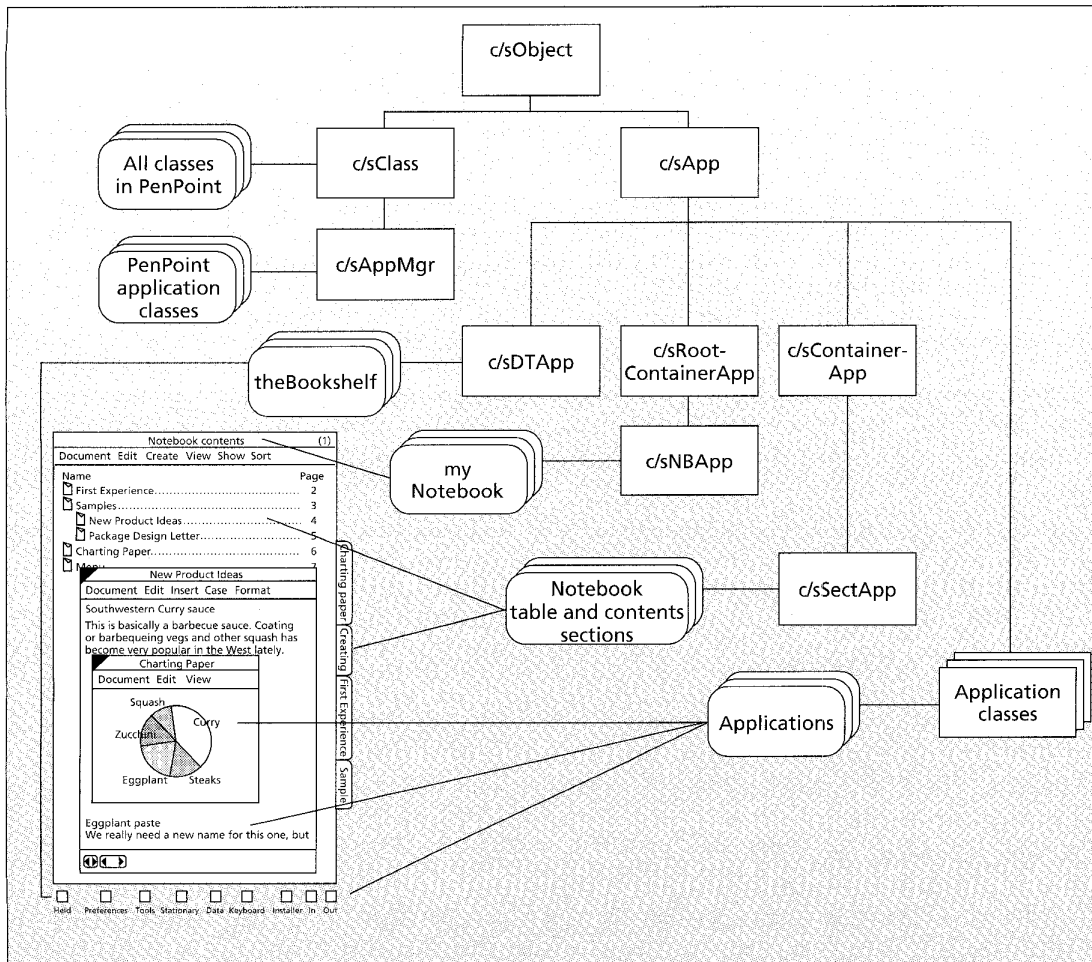 c/sObject
All classes
in PenPoint
c/sClass
c/sApp
PenPoint
application
classes
c/sAppMgr
theBookshelf
c/sDTApp
c/sRoot-
ContainerApp
c/sContainer-
App
my
Notebook
c/sNBApp
Notebook
table and contents
sections
c/sSectApp
Applications
Application
classes
Notebook contents (1)
Document Edit Create View Show Sort
Name Page
First Experience 2
Samples 3
New Product Ideas 4
Package Design Letter 5
Charting Paper 6
Menu 7
New Product Ideas
Document Edit Insert Case Format
Southwestern Curry sauce
This is basically a barbecue sauce. Coating
or barbequeing vegs and other squash has
become very popular in the West lately.
Charting Paper
Document Edit View
Squash
Curry
Zucchini
Eggplant
Steaks
Eggplant paste
We really need a new name for this one, but
Charting paper
Creating
First Experience
Sample
Held Preferences Tools Stationary Data Keyboard Installer In Out